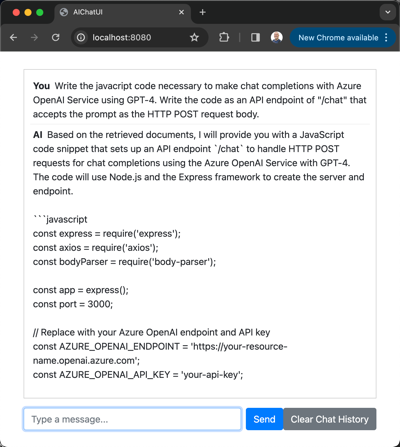 AIChatUI
localhost:8080
New Chrome available
You Write the javacript code necessary to make chat completions with Azure
OpenAI Service using GPT-4. Write the code as an API endpoint of "/chat" that
accepts the prompt as the HTTP POST request body.
AI Based on the retrieved documents, I will provide you with a JavaScript
code snippet that sets up an API endpoint `/chat` to handle HTTP POST
requests for chat completions using the Azure OpenAI Service with GPT-4.
The code will use Node.js and the Express framework to create the server and
endpoint.
```javascript
const express = require('express');
const axios = require('axios');
const bodyParser = require('body-parser');
const app = express();
const port = 3000;
// Replace with your Azure OpenAI endpoint and API key
const AZURE_OPENAI_ENDPOINT = 'https://your-resource-
name.openai.azure.com';
const AZURE_OPENAI_API_KEY = 'your-api-key';
Type a message...
Send
Clear Chat History